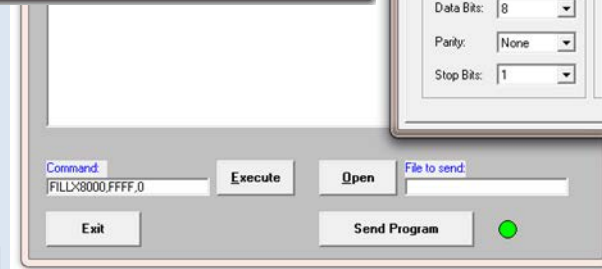 Data Bits: 8
Parity: None
Stop Bits: 1
Command:
FILLX8000,FFFF,0
Execute
Open
File to send:
Exit
Send Program